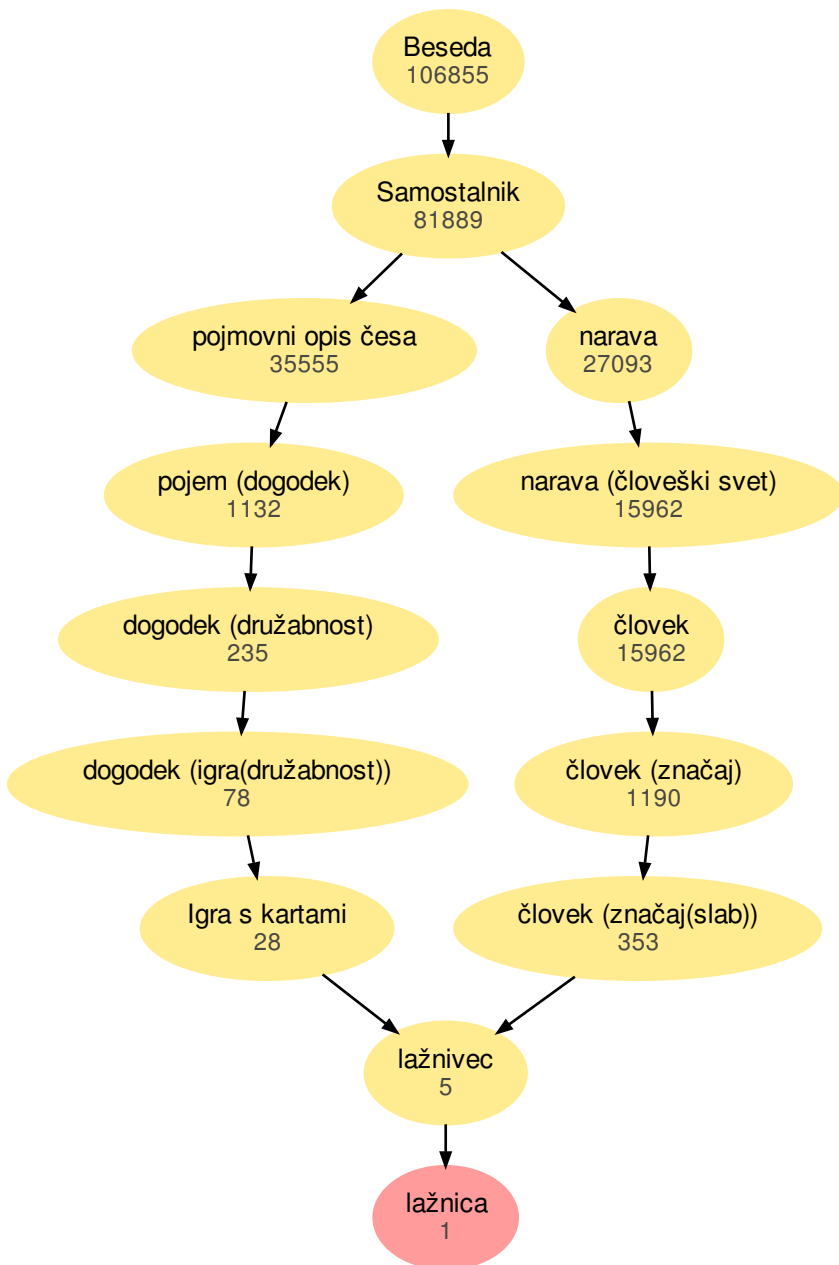 Beseda
106855
Samostalnik
81889
pojmovni opis česa
35555
narava
27093
pojem (dogodek)
1132
narava (človeški svet)
15962
dogodek (družabnost)
235
človek
15962
dogodek (igra(družabnost))
78
človek (značaj)
1190
Igra s kartami
28
človek (značaj(slab))
353
lažnivec
5
lažnica
1